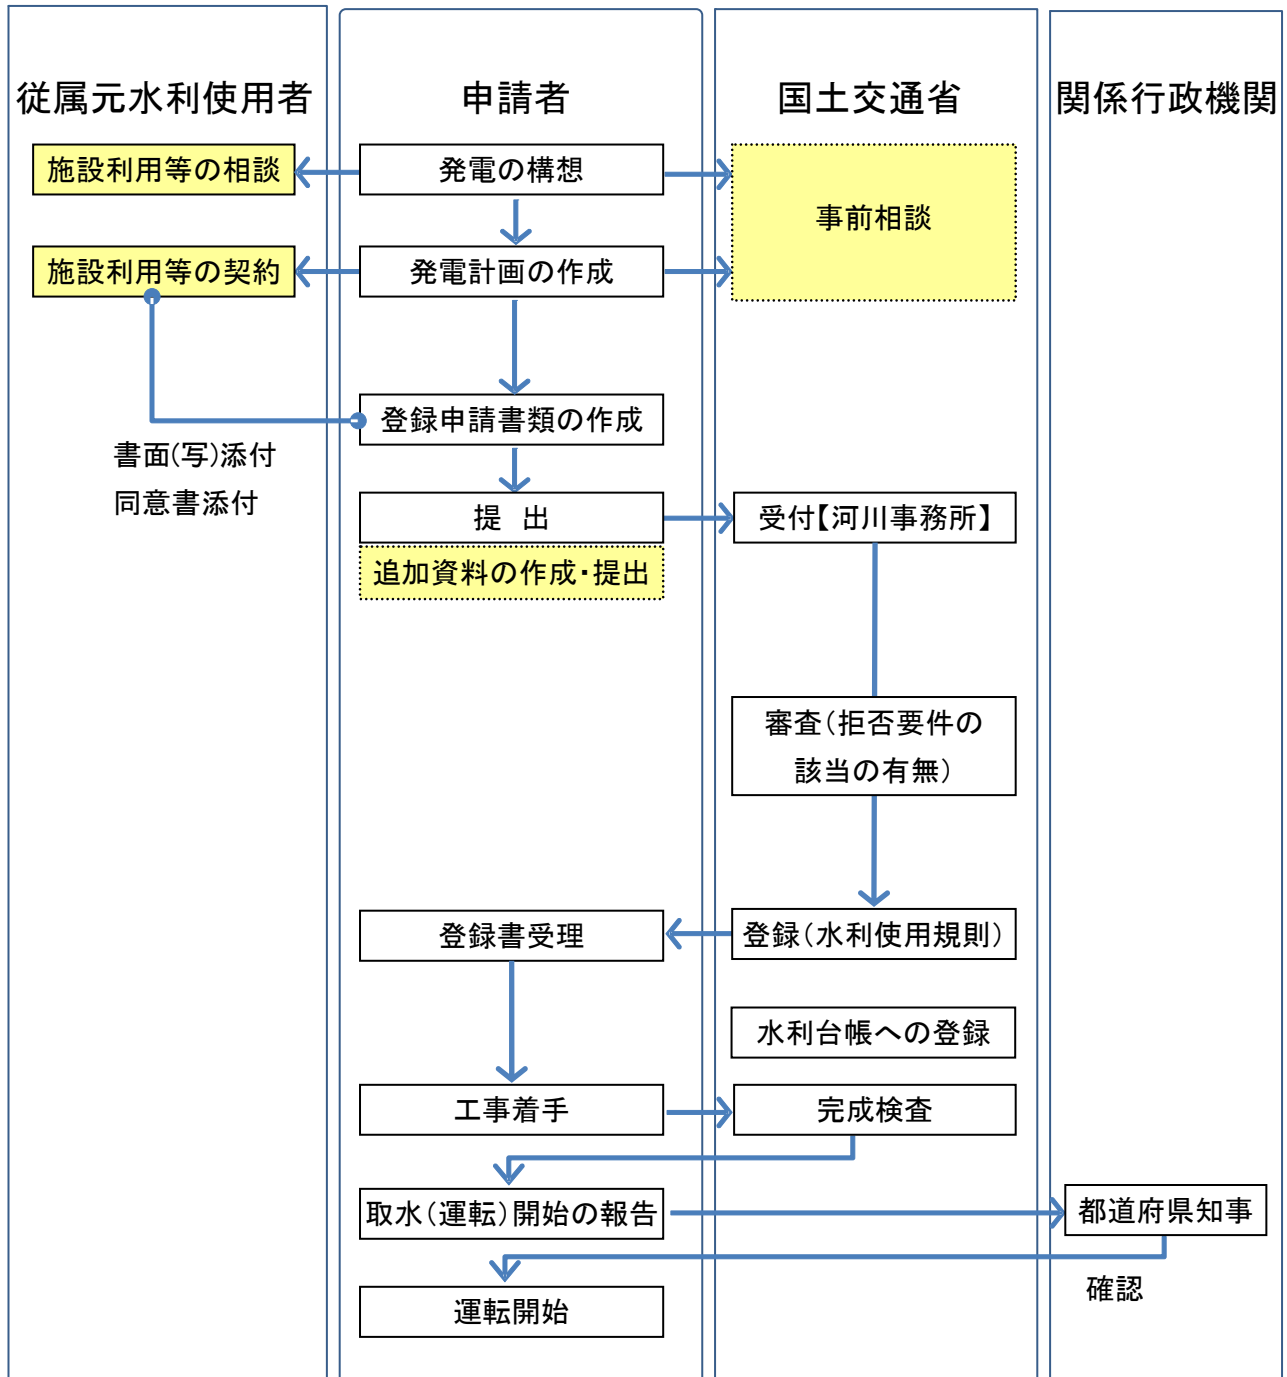 従属元水利使用者
申請者
国土交通省
関係行政機関
施設利用等の相談
発電の構想
事前相談
施設利用等の契約
発電計画の作成
登録申請書類の作成
書面(写)添付
同意書添付
提 出
受付【河川事務所】
追加資料の作成・提出
審査(拒否要件の
該当の有無)
登録書受理
登録(水利使用規則)
水利台帳への登録
工事着手
完成検査
取水(運転)開始の報告
都道府県知事
確認
運転開始